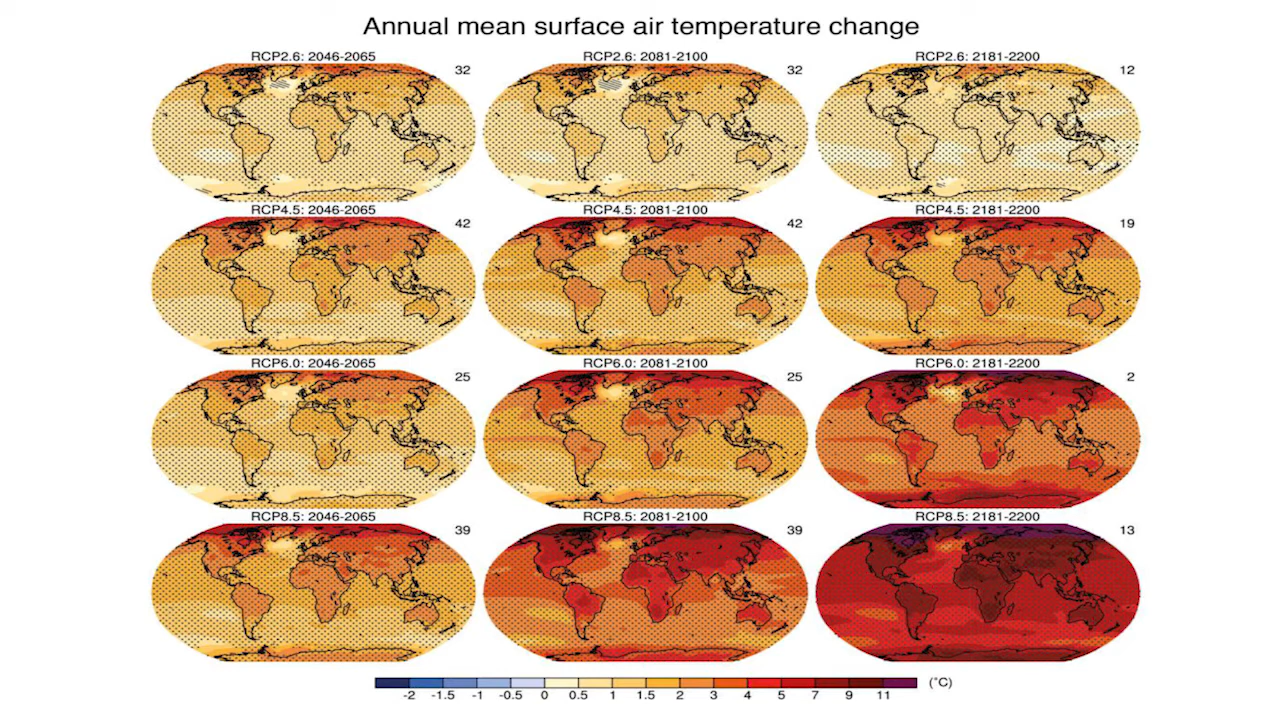 Annual mean surface air temperature change
RCP2.6: 2046-2065 32 RCP2.6: 2081-2100 32 RCP2.6: 2181-2200 12
RCP4.5: 2046-2065 42 RCP4.5: 2081-2100 42 RCP4.5: 2181-2200 19
RCP6.0: 2046-2065 25 RCP6.0: 2081-2100 25 RCP6.0: 2181-2200 2
RCP8.5: 2046-2065 39 RCP8.5: 2081-2100 39 RCP8.5: 2181-2200 13
(°C)
-2 -1.5 -1 -0.5 0 0.5 1 1.5 2 3 4 5 7 9 11